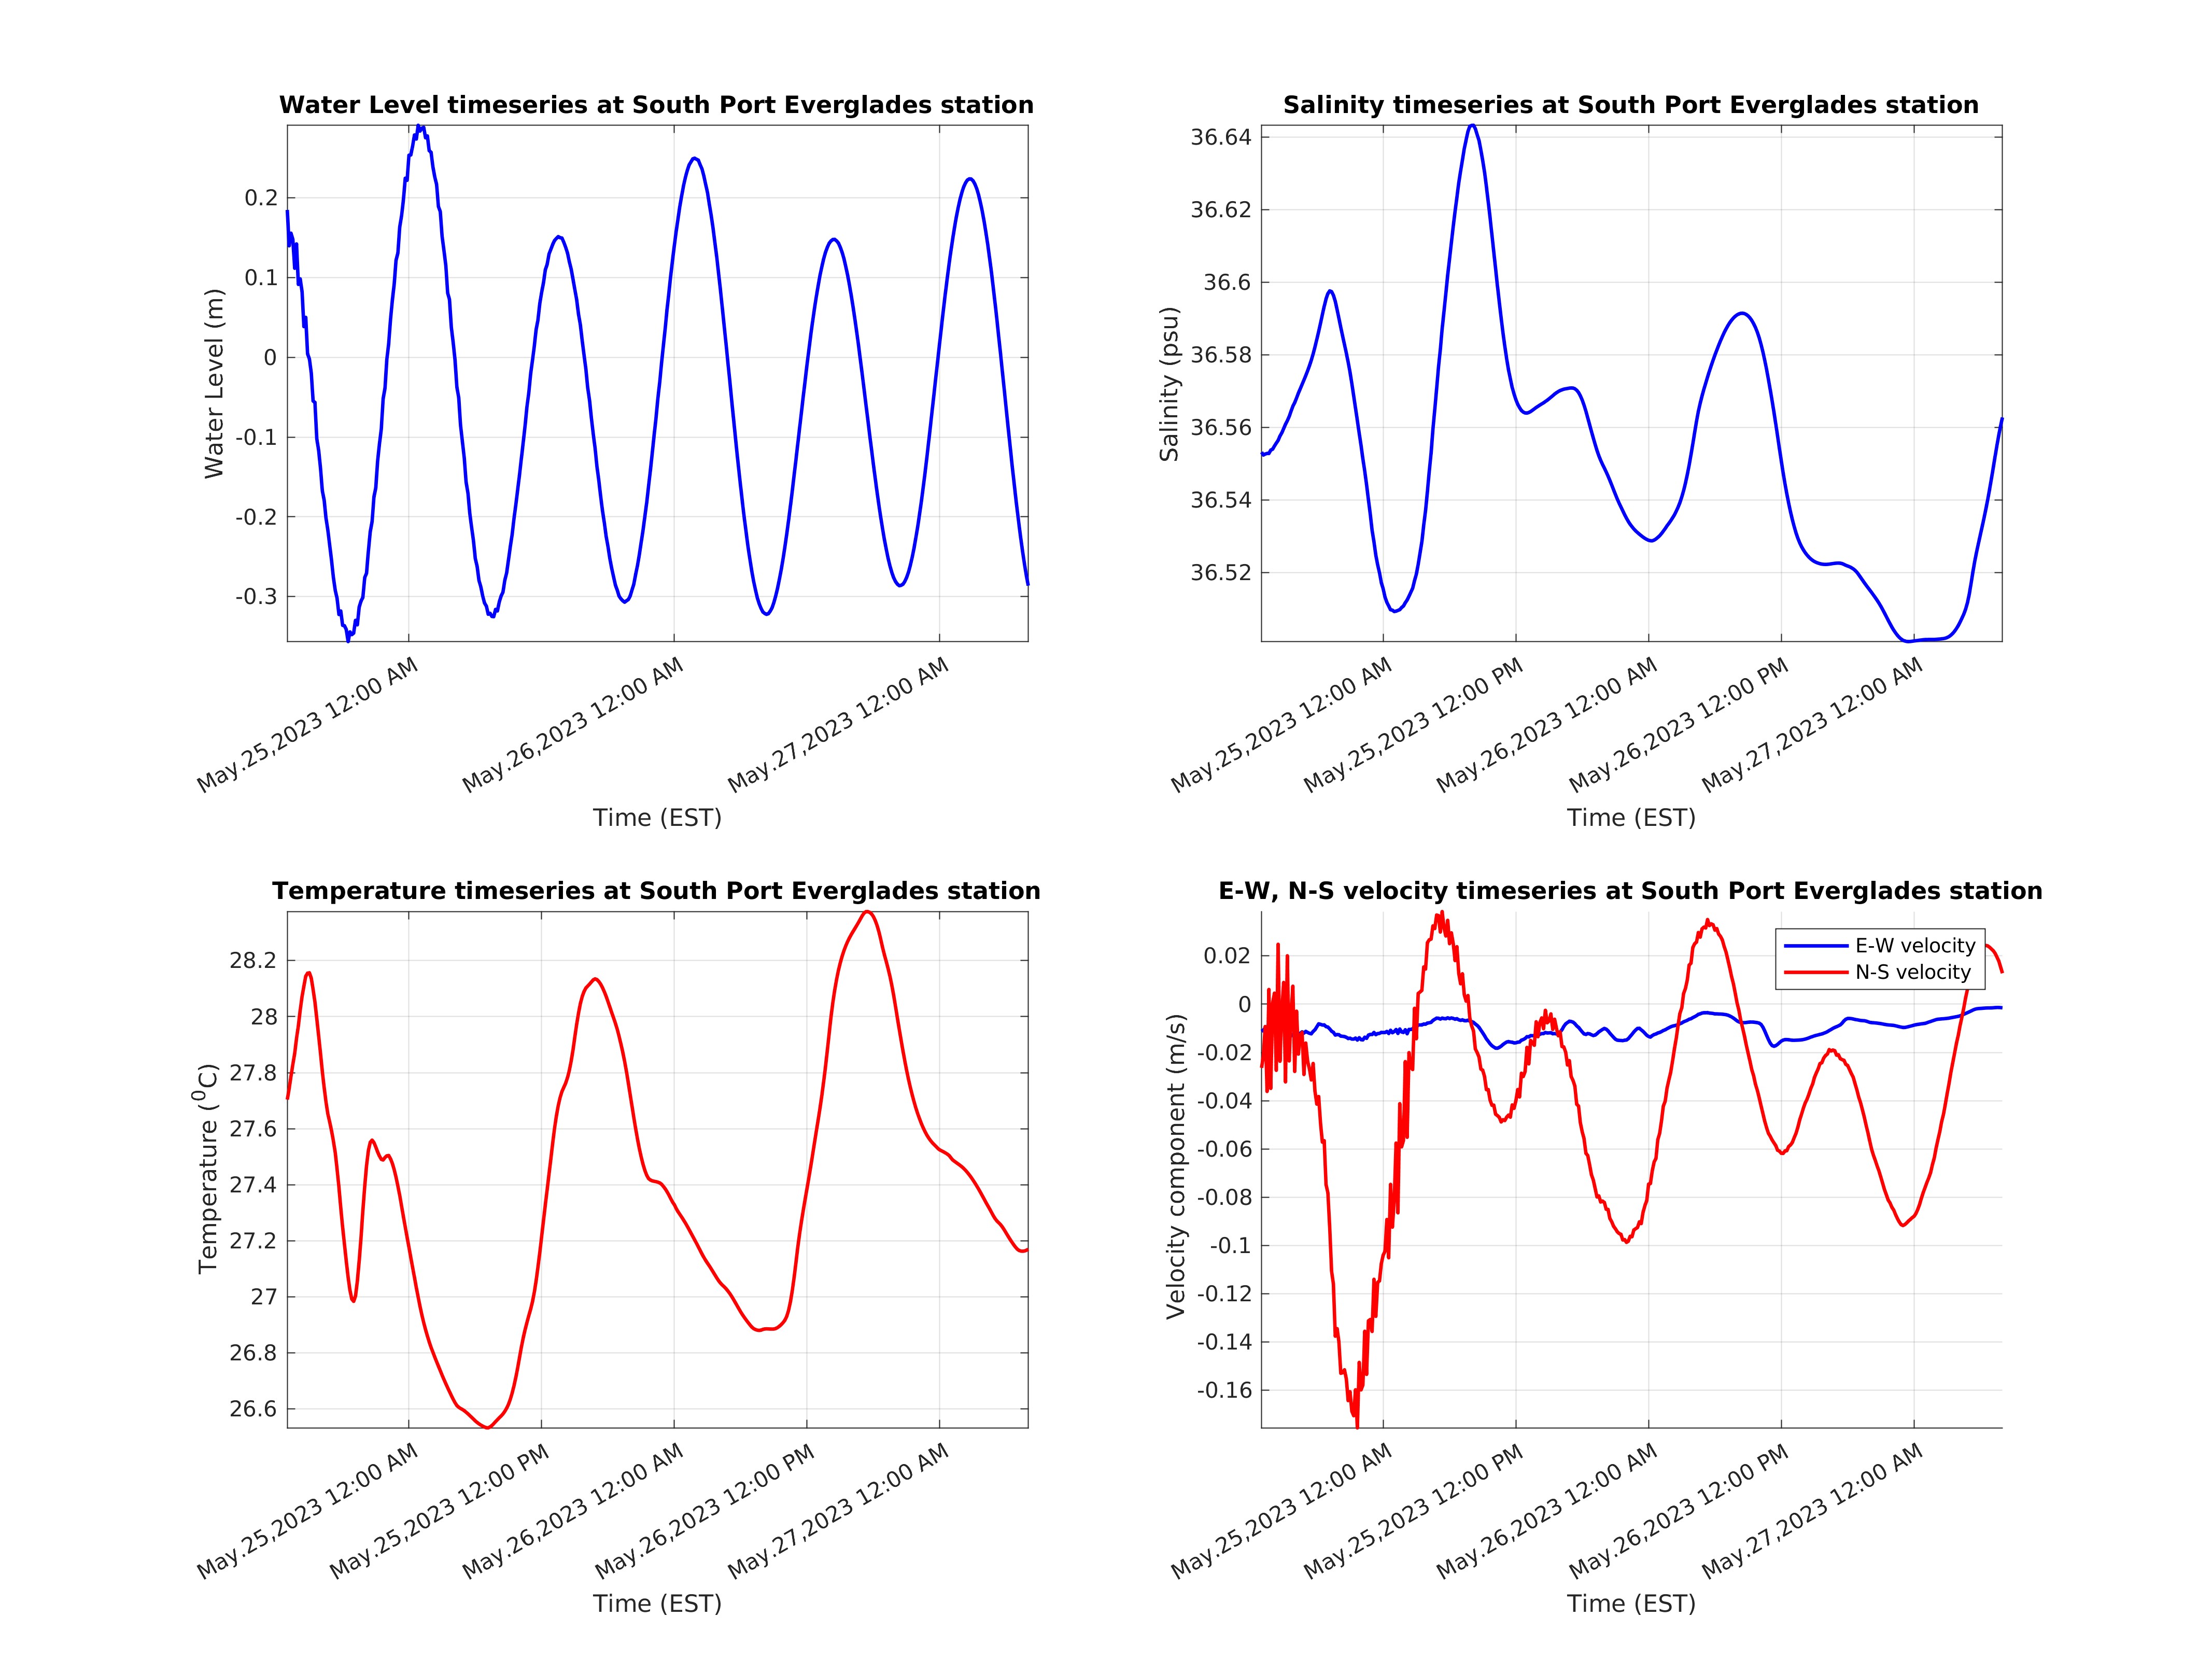 Water Level timeseries at South Port Everglades station
0.2
0.1
0
-0.1
-0.2
-0.3
Water Level (m)
May.25,2023 12:00 AM
May.26,2023 12:00 AM
May.27,2023 12:00 AM
Time (EST)
Salinity timeseries at South Port Everglades station
36.64
36.62
36.6
36.58
36.56
36.54
36.52
Salinity (psu)
May.25,2023 12:00 AM
May.25,2023 12:00 PM
May.26,2023 12:00 AM
May.26,2023 12:00 PM
May.27,2023 12:00 AM
Time (EST)
Temperature timeseries at South Port Everglades station
28.2
28
27.8
27.6
27.4
27.2
27
26.8
26.6
Temperature (⁰C)
May.25,2023 12:00 AM
May.25,2023 12:00 PM
May.26,2023 12:00 AM
May.26,2023 12:00 PM
May.27,2023 12:00 AM
Time (EST)
E-W, N-S velocity timeseries at South Port Everglades station
E-W velocity
N-S velocity
0.02
0
-0.02
-0.04
-0.06
-0.08
-0.1
-0.12
-0.14
-0.16
Velocity component (m/s)
May.25,2023 12:00 AM
May.25,2023 12:00 PM
May.26,2023 12:00 AM
May.26,2023 12:00 PM
May.27,2023 12:00 AM
Time (EST)